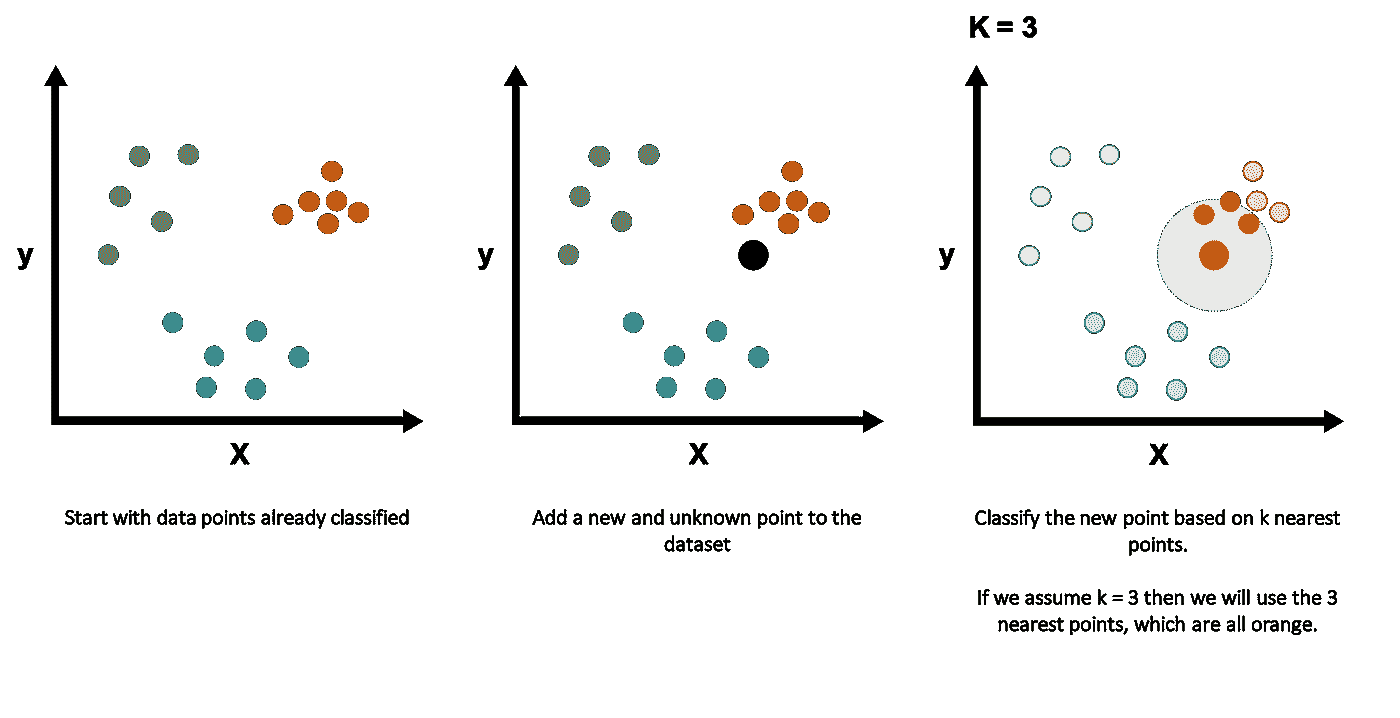 K = 3
y
X
y
X
y
X
Start with data points already classified
Add a new and unknown point to the
dataset
Classify the new point based on k nearest
points.
If we assume k = 3 then we will use the 3
nearest points, which are all orange.